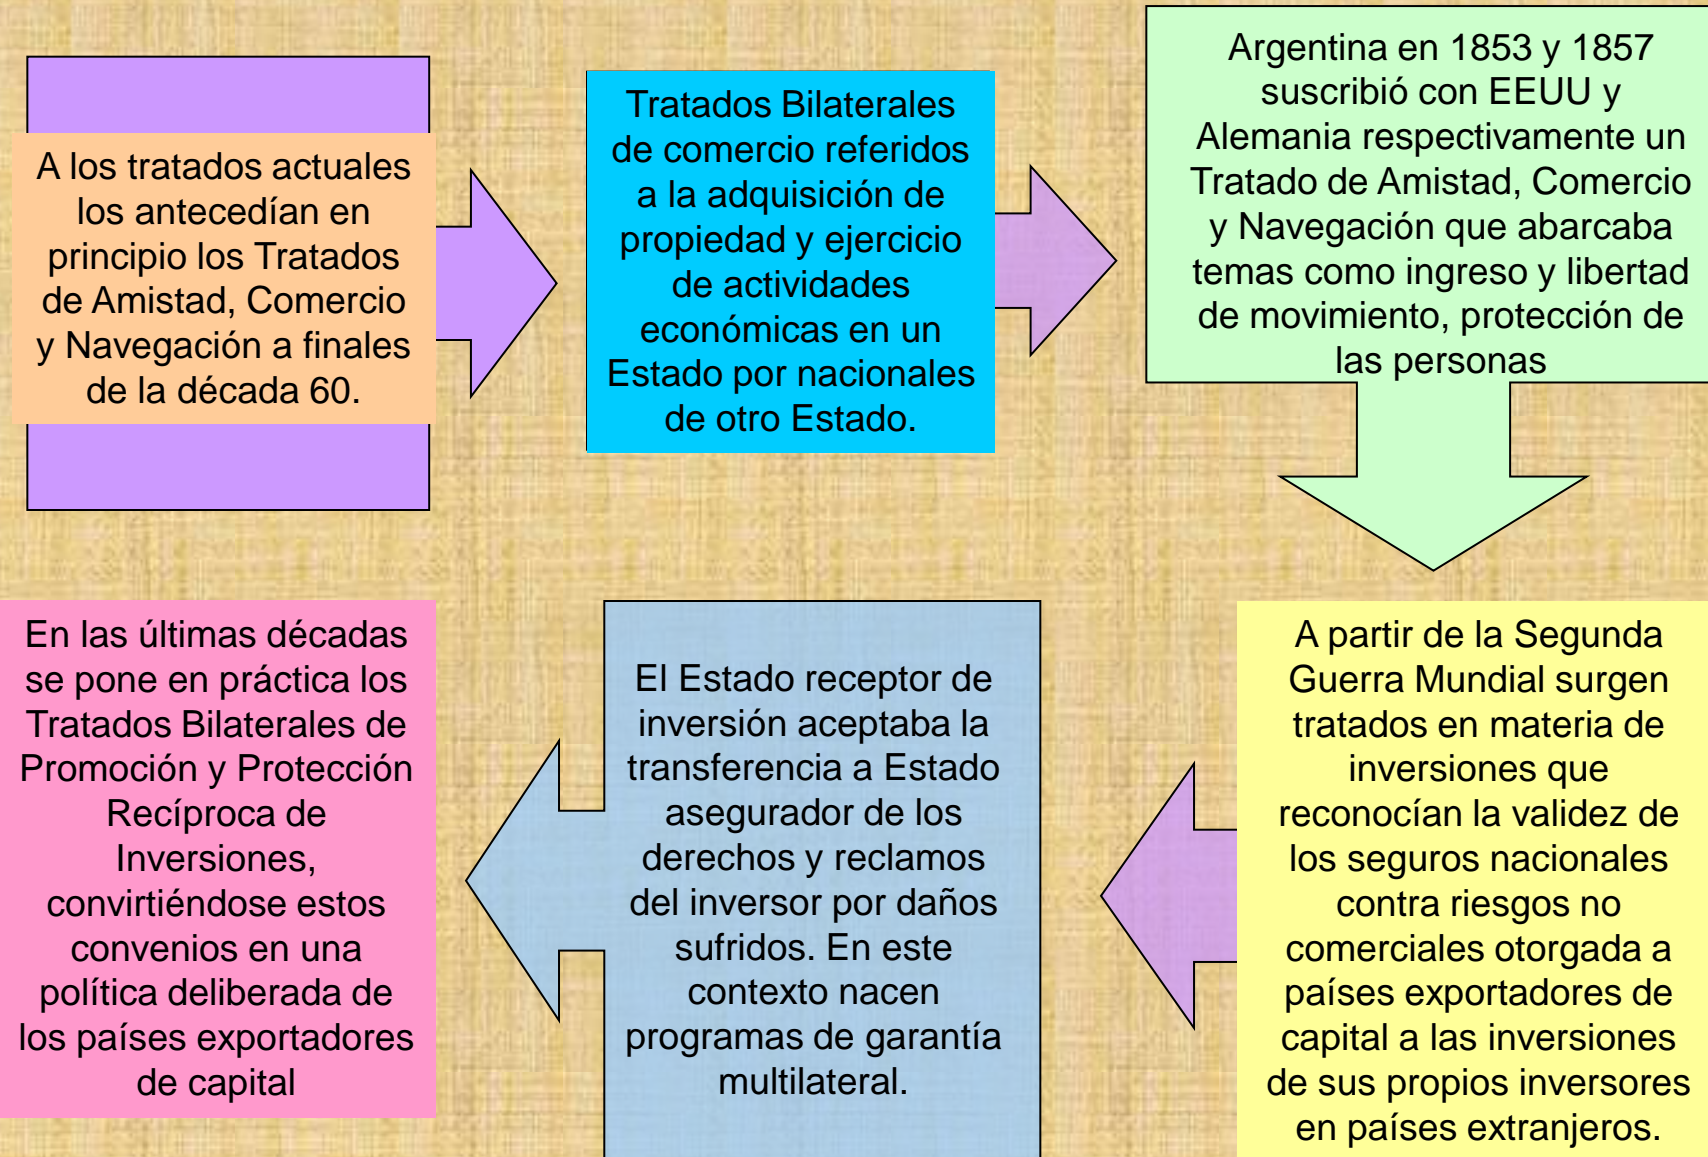 A los tratados actuales
los antecedían en
principio los Tratados
de Amistad, Comercio
y Navegación a finales
de la década 60.
Tratados Bilaterales
de comercio referidos
a la adquisición de
propiedad y ejercicio
de actividades
económicas en un
Estado por nacionales
de otro Estado.
Argentina en 1853 y 1857
suscribió con EEUU y
Alemania respectivamente un
Tratado de Amistad, Comercio
y Navegación que abarcaba
temas como ingreso y libertad
de movimiento, protección de
las personas
A partir de la Segunda
Guerra Mundial surgen
tratados en materia de
inversiones que
reconocían la validez de
los seguros nacionales
contra riesgos no
comerciales otorgada a
países exportadores de
capital a las inversiones
de sus propios inversores
en países extranjeros.
El Estado receptor de
inversión aceptaba la
transferencia a Estado
asegurador de los
derechos y reclamos
del inversor por daños
sufridos. En este
contexto nacen
programas de garantía
multilateral.
En las últimas décadas
se pone en práctica los
Tratados Bilaterales de
Promoción y Protección
Recíproca de
Inversiones,
convirtiéndose estos
convenios en una
política deliberada de
los países exportadores
de capital